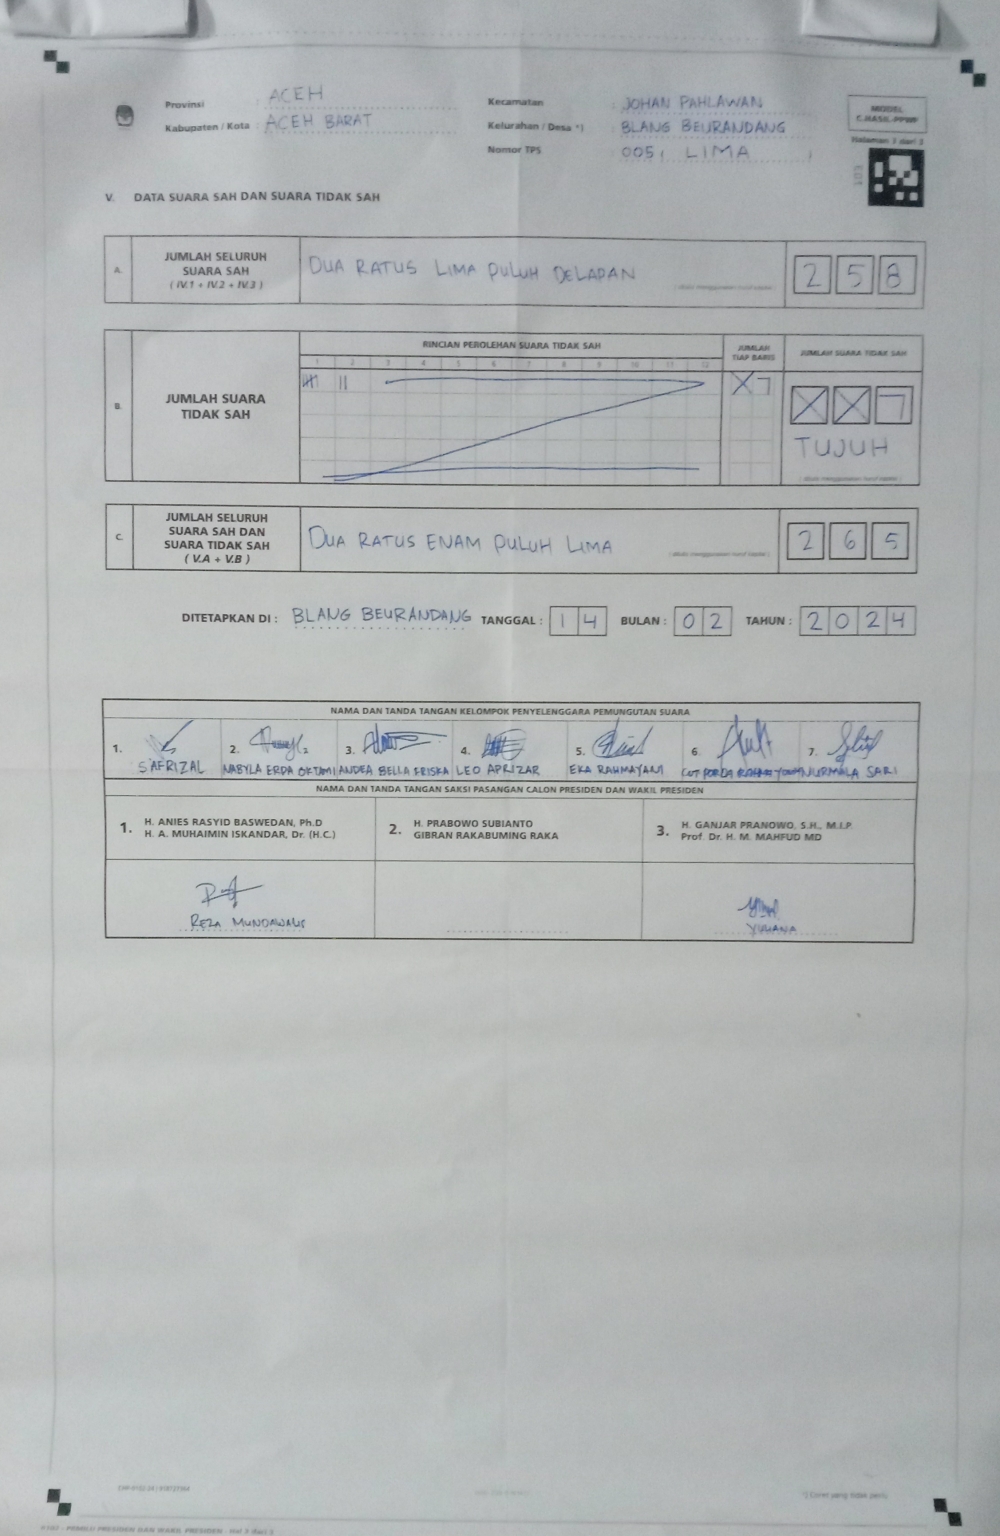 Provinsi : ACEH
Kabupaten / Kota : ACEH BARAT
Kecamatan : JOHAN PAHLAWAN
Kelurahan / Desa *) : BLANG BEURANDANG
Nomor TPS : 005, LIMA
MODEL
C.HASIL-PPWP
Halaman 3 dari 3
V. DATA SUARA SAH DAN SUARA TIDAK SAH
A. JUMLAH SELURUH
SUARA SAH
( IV.1 + IV.2 + IV.3 )
DUA RATUS LIMA PULUH DELAPAN
2 5 8
B. JUMLAH SUARA
TIDAK SAH
RINCIAN PEROLEHAN SUARA TIDAK SAH
1 2 3 4 5 6 7 8 9 10 11 12
JUMLAH
TIAP BARIS
X 7
JUMLAH SUARA TIDAK SAH
X X 7
TUJUH
C. JUMLAH SELURUH
SUARA SAH DAN
SUARA TIDAK SAH
( V.A + V.B )
DUA RATUS ENAM PULUH LIMA
2 6 5
DITETAPKAN DI : BLANG BEURANDANG TANGGAL : 1 4 BULAN : 0 2 TAHUN : 2 0 2 4
NAMA DAN TANDA TANGAN KELOMPOK PENYELENGGARA PEMUNGUTAN SUARA
1. 2. 3. 4. 5. 6. 7.
SAFRIZAL NABYLA ERDA OKTAMI ANDEA BELLA FRISKA LEO APRIZAR EKA RAHMAYANI CUT NURMALA SARI
NAMA DAN TANDA TANGAN SAKSI PASANGAN CALON PRESIDEN DAN WAKIL PRESIDEN
1. H. ANIES RASYID BASWEDAN, Ph.D
H. A. MUHAIMIN ISKANDAR, Dr. (H.C.)
2. H. PRABOWO SUBIANTO
GIBRAN RAKABUMING RAKA
3. H. GANJAR PRANOWO, S.H., M.I.P.
Prof. Dr. H. M. MAHFUD MD
REZA MUNDAWALIS
YULIANA
*) Coret yang tidak perlu